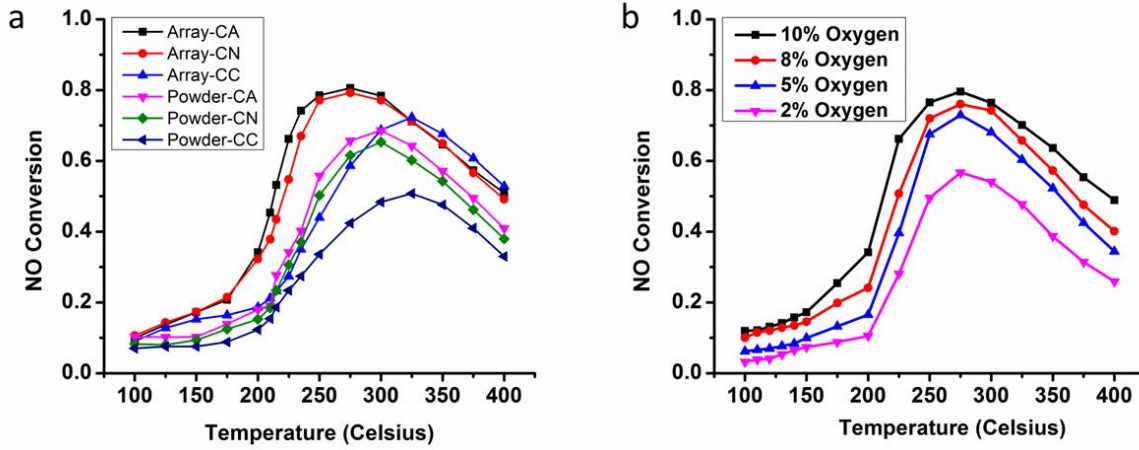 a
Array-CA
Array-CN
Array-CC
Powder-CA
Powder-CN
Powder-CC
1.0
0.8
0.6
0.4
0.2
0.0
NO Conversion
100 150 200 250 300 350 400
Temperature (Celsius)
b
10% Oxygen
8% Oxygen
5% Oxygen
2% Oxygen
1.0
0.8
0.6
0.4
0.2
0.0
NO Conversion
100 150 200 250 300 350 400
Temperature (Celsius)